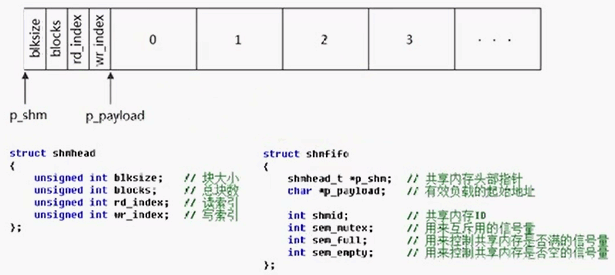 blksize
blocks
rd_index
wr_index
0
1
2
3
. . .
p_shm
p_payload
struct shmhead
{
unsigned int blksize; // 块大小
unsigned int blocks; // 总块数
unsigned int rd_index; // 读索引
unsigned int wr_index; // 写索引
};
struct shmfifo
{
shmhead_t *p_shm; // 共享内存头部指针
char *p_payload; // 有效负载的起始地址
int shmid; // 共享内存ID
int sem_mutex; // 用来互斥用的信号量
int sem_full; // 用来控制共享内存是否满的信号量
int sem_empty; // 用来控制共享内存是否空的信号量
};